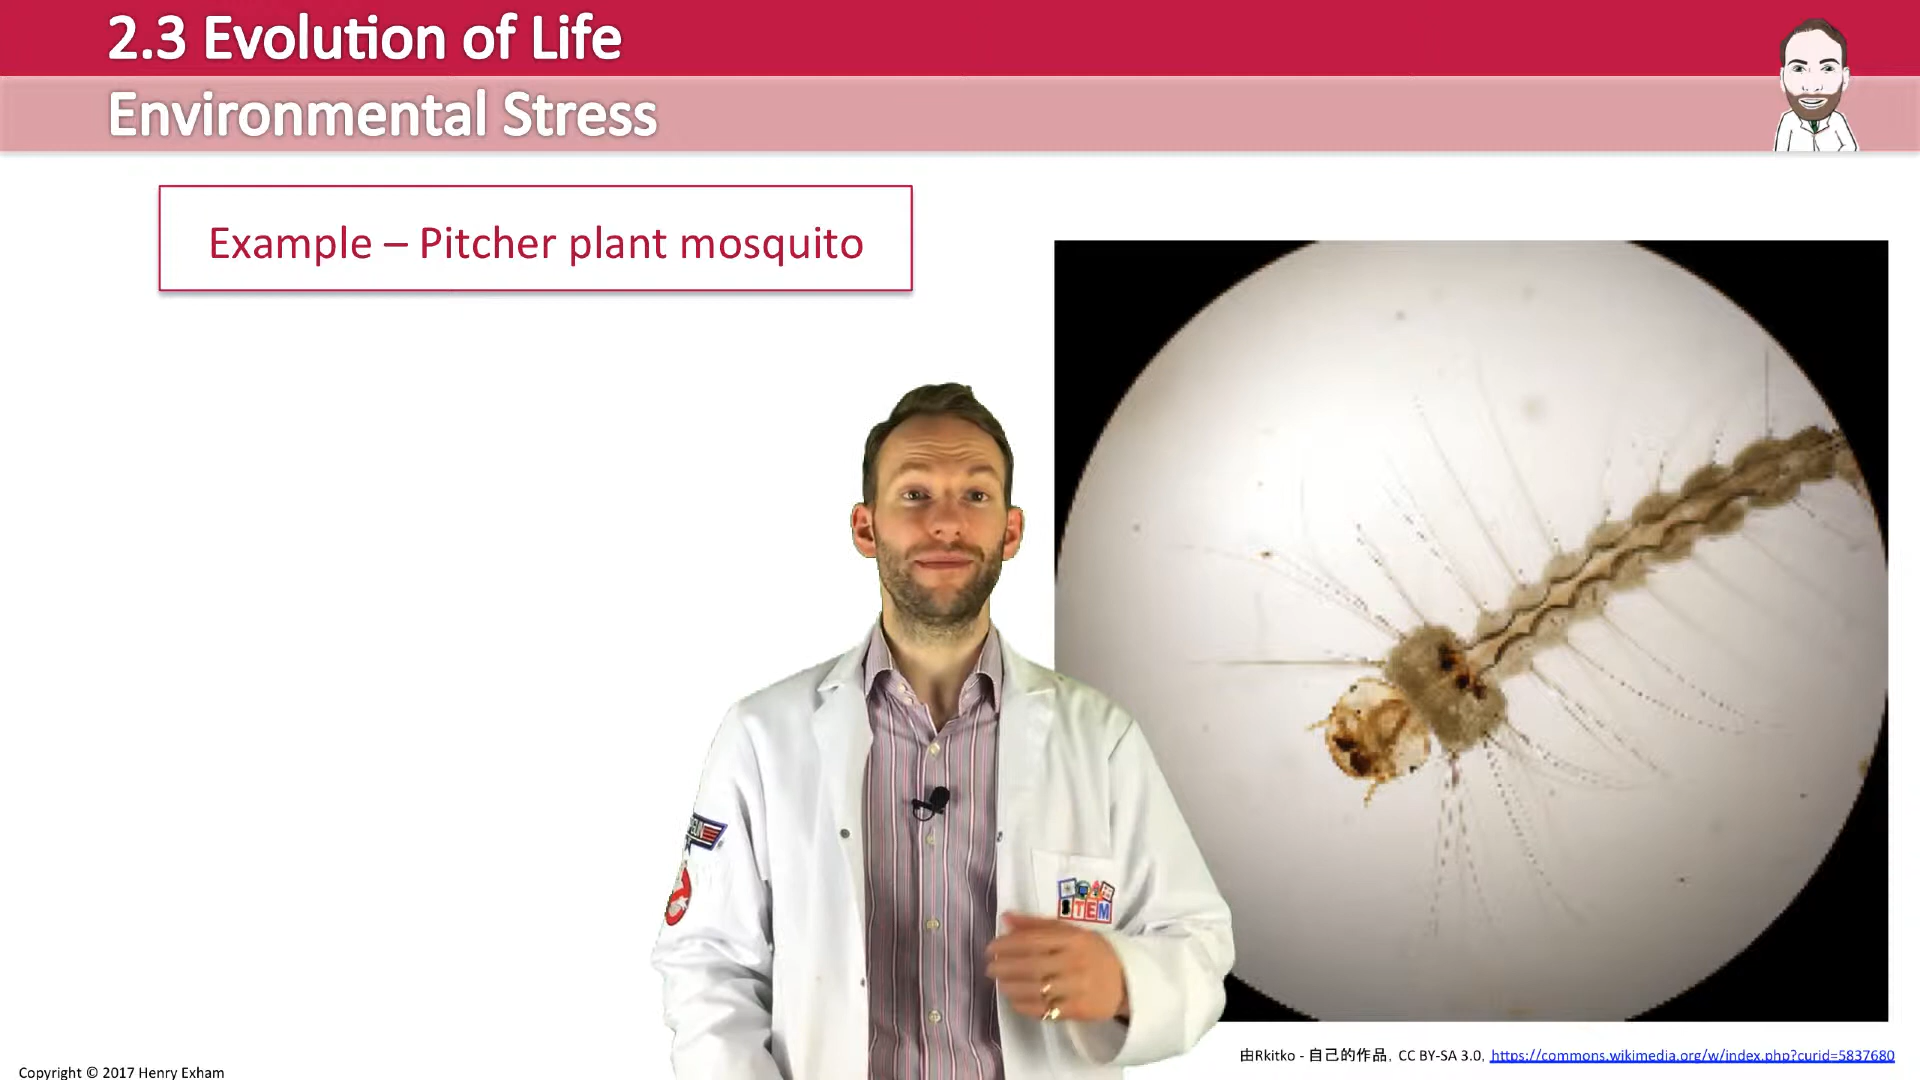 2.3 Evolution of Life
Environmental Stress
Example – Pitcher plant mosquito
STEM
由Rkitko - 自己的作品, CC BY-SA 3.0, https://commons.wikimedia.org/w/index.php?curid=5837680
Copyright © 2017 Henry Exham